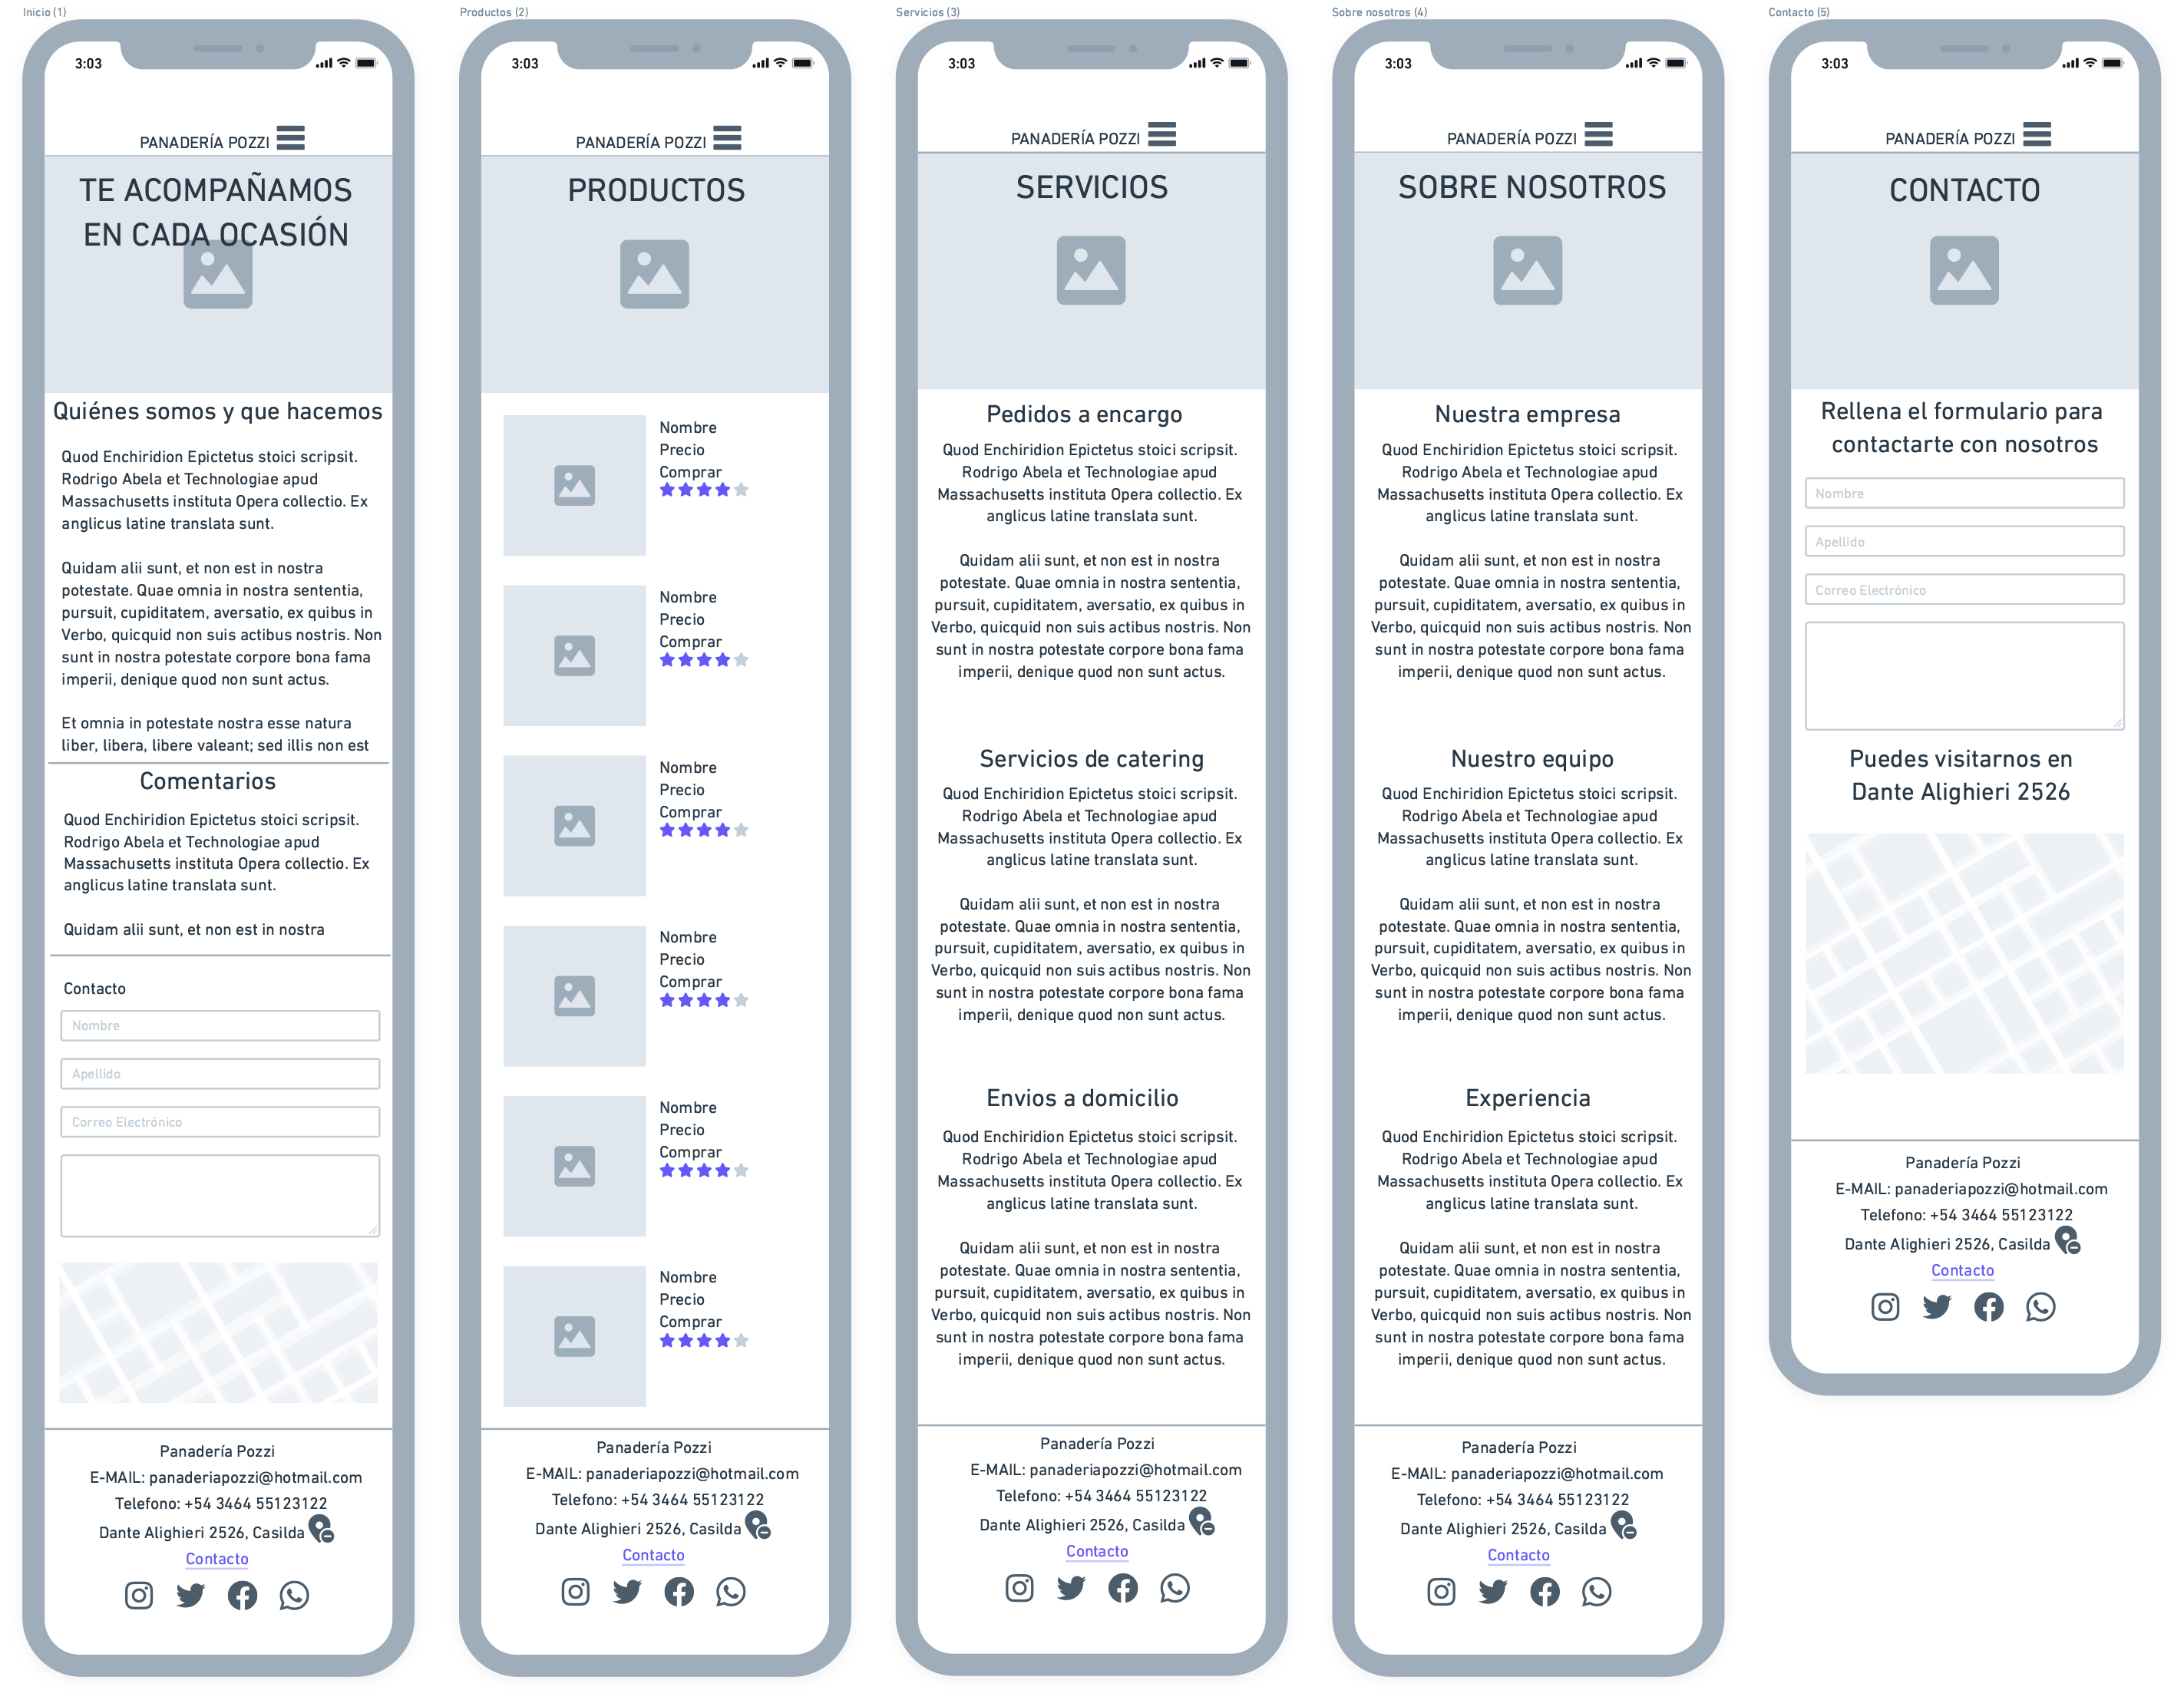 Inicio (1)
3:03
PANADERÍA POZZI
TE ACOMPAÑAMOS
EN CADA OCASIÓN
Quiénes somos y que hacemos
Quod Enchiridion Epictetus stoici scripsit.
Rodrigo Abela et Technologiae apud
Massachusetts instituta Opera collectio. Ex
anglicus latine translata sunt.
Quidam alii sunt, et non est in nostra
potestate. Quae omnia in nostra sententia,
pursuit, cupiditatem, aversatio, ex quibus in
Verbo, quicquid non suis actibus nostris. Non
sunt in nostra potestate corpore bona fama
imperii, denique quod non sunt actus.
Et omnia in potestate nostra esse natura
liber, libera, libere valeant; sed illis non est
Comentarios
Quod Enchiridion Epictetus stoici scripsit.
Rodrigo Abela et Technologiae apud
Massachusetts instituta Opera collectio. Ex
anglicus latine translata sunt.
Quidam alii sunt, et non est in nostra
Contacto
Nombre
Apellido
Correo Electrónico
Panadería Pozzi
E-MAIL: panaderiapozzi@hotmail.com
Telefono: +54 3464 55123122
Dante Alighieri 2526, Casilda
Contacto
Productos (2)
3:03
PANADERÍA POZZI
PRODUCTOS
Nombre
Precio
Comprar
Nombre
Precio
Comprar
Nombre
Precio
Comprar
Nombre
Precio
Comprar
Nombre
Precio
Comprar
Nombre
Precio
Comprar
Panadería Pozzi
E-MAIL: panaderiapozzi@hotmail.com
Telefono: +54 3464 55123122
Dante Alighieri 2526, Casilda
Contacto
Servicios (3)
3:03
PANADERÍA POZZI
SERVICIOS
Pedidos a encargo
Quod Enchiridion Epictetus stoici scripsit.
Rodrigo Abela et Technologiae apud
Massachusetts instituta Opera collectio. Ex
anglicus latine translata sunt.
Quidam alii sunt, et non est in nostra
potestate. Quae omnia in nostra sententia,
pursuit, cupiditatem, aversatio, ex quibus in
Verbo, quicquid non suis actibus nostris. Non
sunt in nostra potestate corpore bona fama
imperii, denique quod non sunt actus.
Servicios de catering
Quod Enchiridion Epictetus stoici scripsit.
Rodrigo Abela et Technologiae apud
Massachusetts instituta Opera collectio. Ex
anglicus latine translata sunt.
Quidam alii sunt, et non est in nostra
potestate. Quae omnia in nostra sententia,
pursuit, cupiditatem, aversatio, ex quibus in
Verbo, quicquid non suis actibus nostris. Non
sunt in nostra potestate corpore bona fama
imperii, denique quod non sunt actus.
Envios a domicilio
Quod Enchiridion Epictetus stoici scripsit.
Rodrigo Abela et Technologiae apud
Massachusetts instituta Opera collectio. Ex
anglicus latine translata sunt.
Quidam alii sunt, et non est in nostra
potestate. Quae omnia in nostra sententia,
pursuit, cupiditatem, aversatio, ex quibus in
Verbo, quicquid non suis actibus nostris. Non
sunt in nostra potestate corpore bona fama
imperii, denique quod non sunt actus.
Panadería Pozzi
E-MAIL: panaderiapozzi@hotmail.com
Telefono: +54 3464 55123122
Dante Alighieri 2526, Casilda
Contacto
Sobre nosotros (4)
3:03
PANADERÍA POZZI
SOBRE NOSOTROS
Nuestra empresa
Quod Enchiridion Epictetus stoici scripsit.
Rodrigo Abela et Technologiae apud
Massachusetts instituta Opera collectio. Ex
anglicus latine translata sunt.
Quidam alii sunt, et non est in nostra
potestate. Quae omnia in nostra sententia,
pursuit, cupiditatem, aversatio, ex quibus in
Verbo, quicquid non suis actibus nostris. Non
sunt in nostra potestate corpore bona fama
imperii, denique quod non sunt actus.
Nuestro equipo
Quod Enchiridion Epictetus stoici scripsit.
Rodrigo Abela et Technologiae apud
Massachusetts instituta Opera collectio. Ex
anglicus latine translata sunt.
Quidam alii sunt, et non est in nostra
potestate. Quae omnia in nostra sententia,
pursuit, cupiditatem, aversatio, ex quibus in
Verbo, quicquid non suis actibus nostris. Non
sunt in nostra potestate corpore bona fama
imperii, denique quod non sunt actus.
Experiencia
Quod Enchiridion Epictetus stoici scripsit.
Rodrigo Abela et Technologiae apud
Massachusetts instituta Opera collectio. Ex
anglicus latine translata sunt.
Quidam alii sunt, et non est in nostra
potestate. Quae omnia in nostra sententia,
pursuit, cupiditatem, aversatio, ex quibus in
Verbo, quicquid non suis actibus nostris. Non
sunt in nostra potestate corpore bona fama
imperii, denique quod non sunt actus.
Panadería Pozzi
E-MAIL: panaderiapozzi@hotmail.com
Telefono: +54 3464 55123122
Dante Alighieri 2526, Casilda
Contacto
Contacto (5)
3:03
PANADERÍA POZZI
CONTACTO
Rellena el formulario para
contactarte con nosotros
Nombre
Apellido
Correo Electrónico
Puedes visitarnos en
Dante Alighieri 2526
Panadería Pozzi
E-MAIL: panaderiapozzi@hotmail.com
Telefono: +54 3464 55123122
Dante Alighieri 2526, Casilda
Contacto